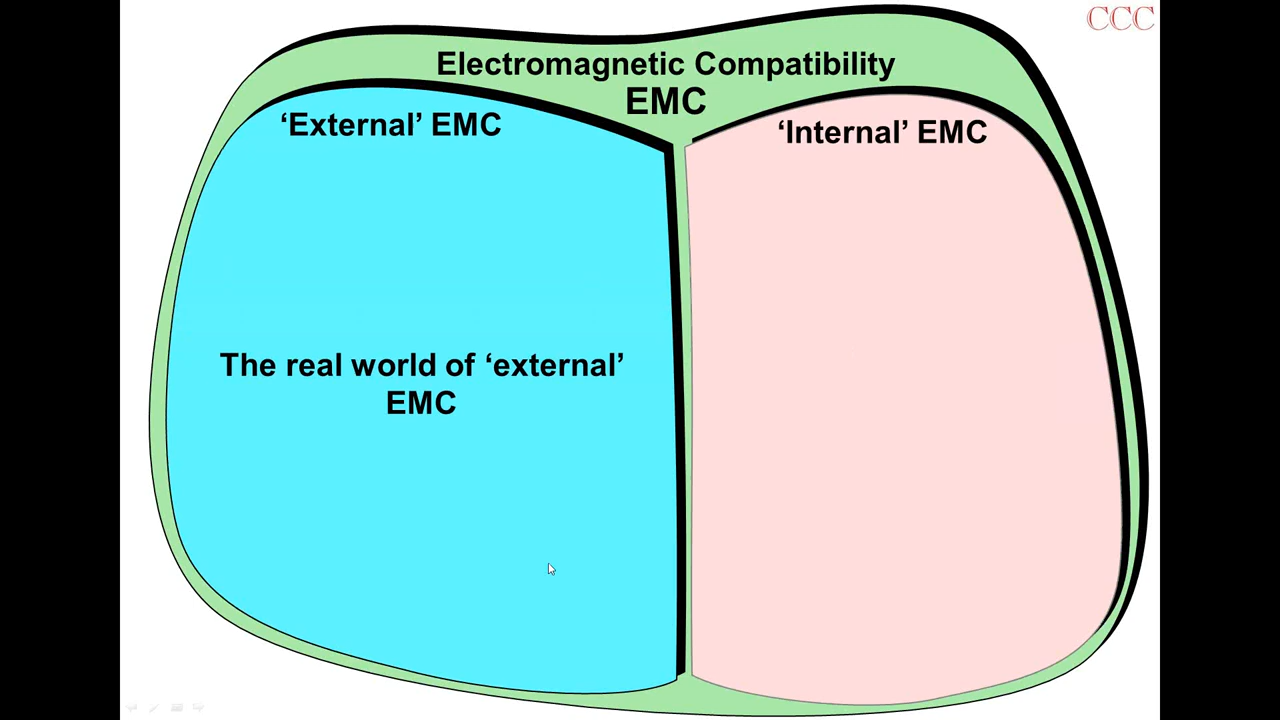 CCC
Electromagnetic Compatibility
EMC
‘External’ EMC
‘Internal’ EMC
The real world of ‘external’
EMC